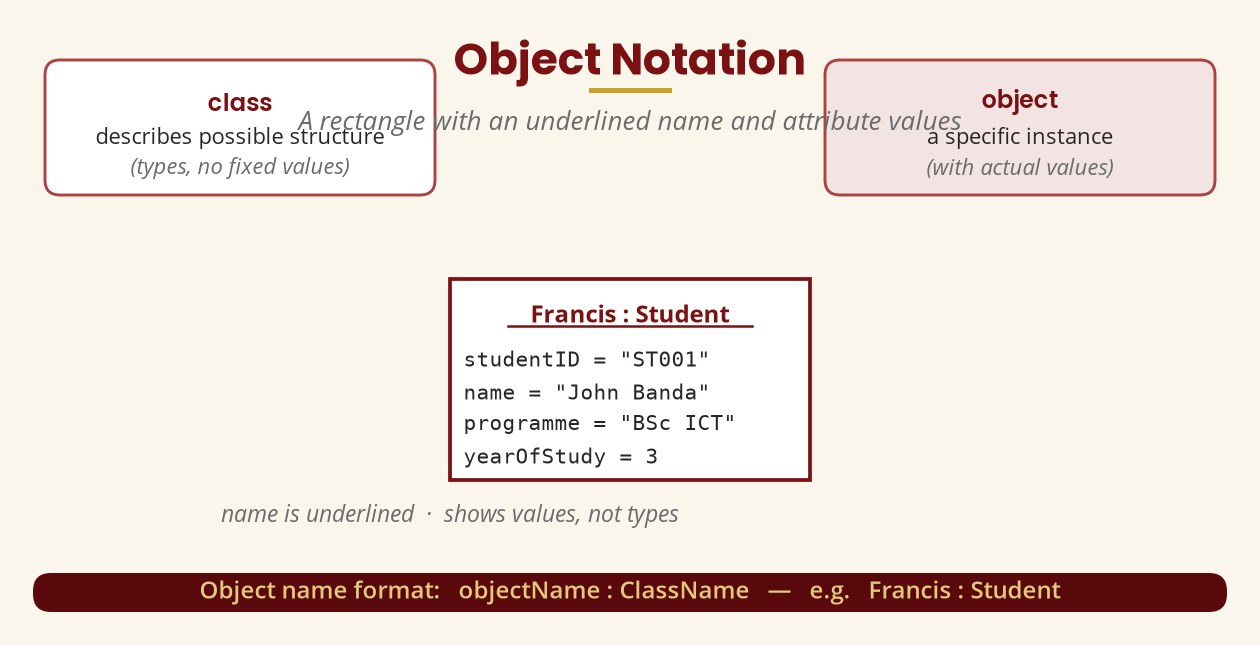 Object Notation
A rectangle with an underlined name and attribute values
class
describes possible structure
(types, no fixed values)
object
a specific instance
(with actual values)
Francis : Student
studentID = "ST001"
name = "John Banda"
programme = "BSc ICT"
yearOfStudy = 3
name is underlined · shows values, not types
Object name format: objectName : ClassName — e.g. Francis : Student